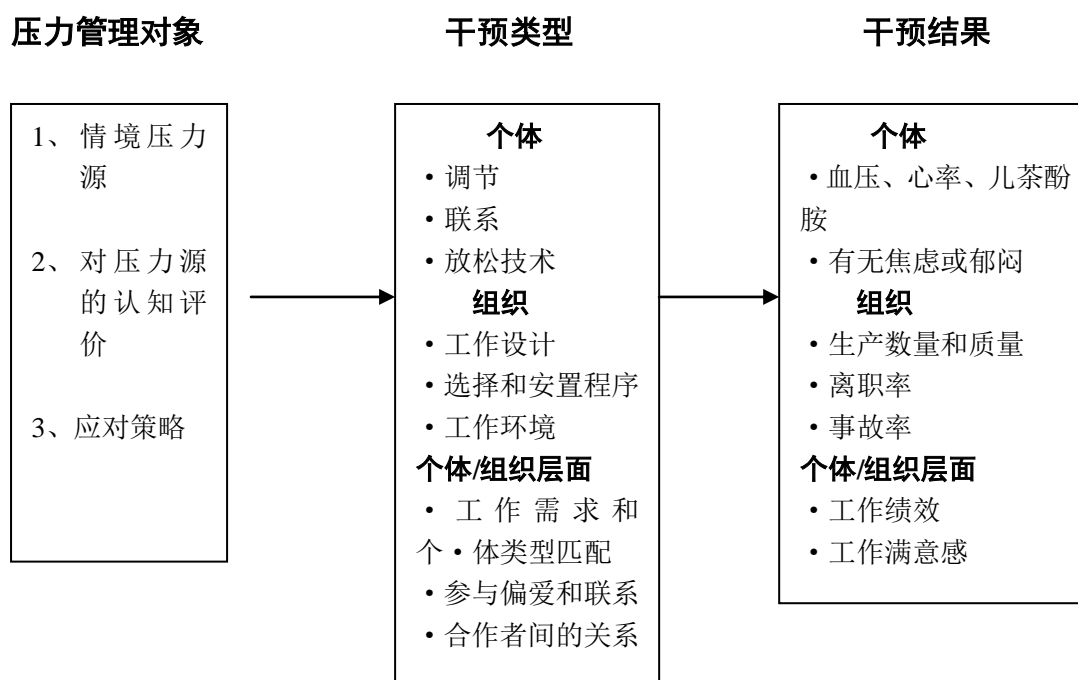 压力管理对象
干预类型
干预结果
1、情境压力
源
2、对压力源
的认知评
价
3、应对策略
个体
·调节
·联系
·放松技术
组织
·工作设计
·选择和安置程序
·工作环境
个体/组织层面
·工作需求和
个·体类型匹配
·参与偏爱和联系
·合作者间的关系
个体
·血压、心率、儿茶酚
胺
·有无焦虑或郁闷
组织
·生产数量和质量
·离职率
·事故率
个体/组织层面
·工作绩效
·工作满意感